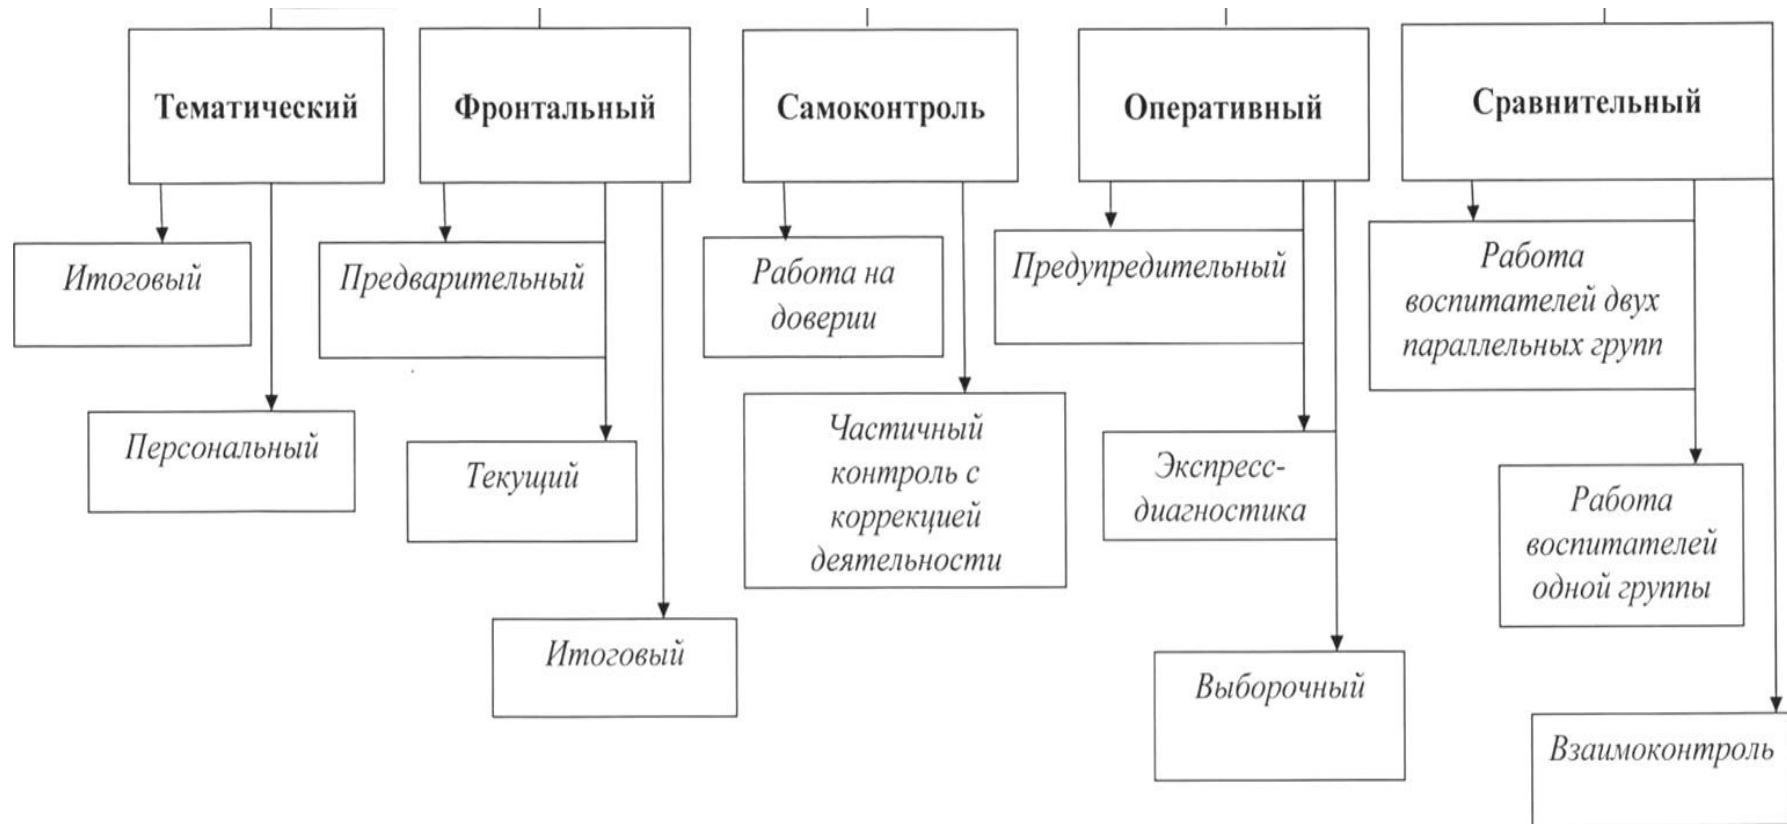 Тематический
Фронтальный
Самоконтроль
Оперативный
Сравнительный
Итоговый
Предварительный
Работа на
доверии
Предупредительный
Работа
воспитателей двух
параллельных групп
Персональный
Текущий
Частичный
контроль с
коррекцией
деятельности
Экспресс-
диагностика
Работа
воспитателей
одной группы
Итоговый
Выборочный
Взаимоконтроль